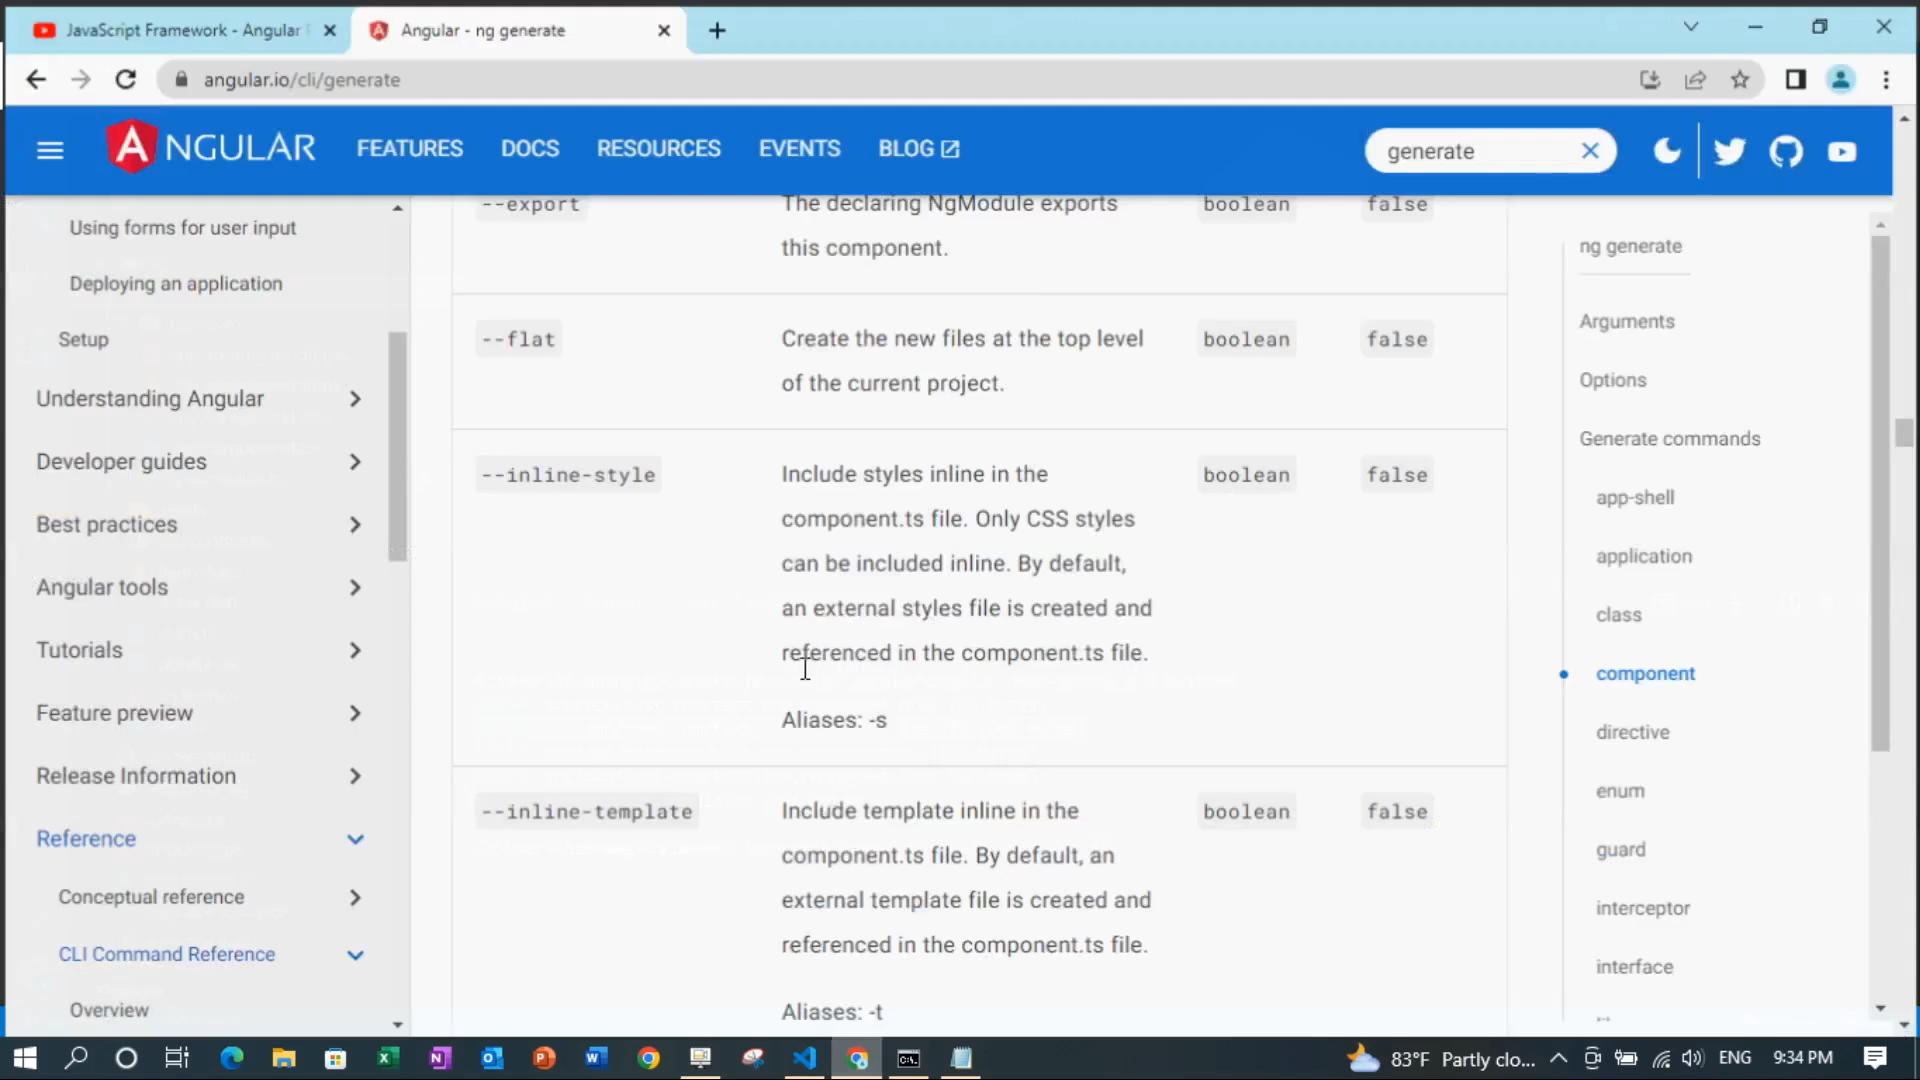 JavaScript Framework - Angular
Angular - ng generate
angular.io/cli/generate
ANGULAR
FEATURES
DOCS
RESOURCES
EVENTS
BLOG
generate
Using forms for user input
Deploying an application
Setup
Understanding Angular
Developer guides
Best practices
Angular tools
Tutorials
Feature preview
Release Information
Reference
Conceptual reference
CLI Command Reference
Overview
--export
The declaring NgModule exports
this component.
boolean
false
--flat
Create the new files at the top level
of the current project.
boolean
false
--inline-style
Include styles inline in the
component.ts file. Only CSS styles
can be included inline. By default,
an external styles file is created and
referenced in the component.ts file.
Aliases: -s
boolean
false
--inline-template
Include template inline in the
component.ts file. By default, an
external template file is created and
referenced in the component.ts file.
Aliases: -t
boolean
false
ng generate
Arguments
Options
Generate commands
app-shell
application
class
component
directive
enum
guard
interceptor
interface
83°F Partly clo...
ENG
9:34 PM